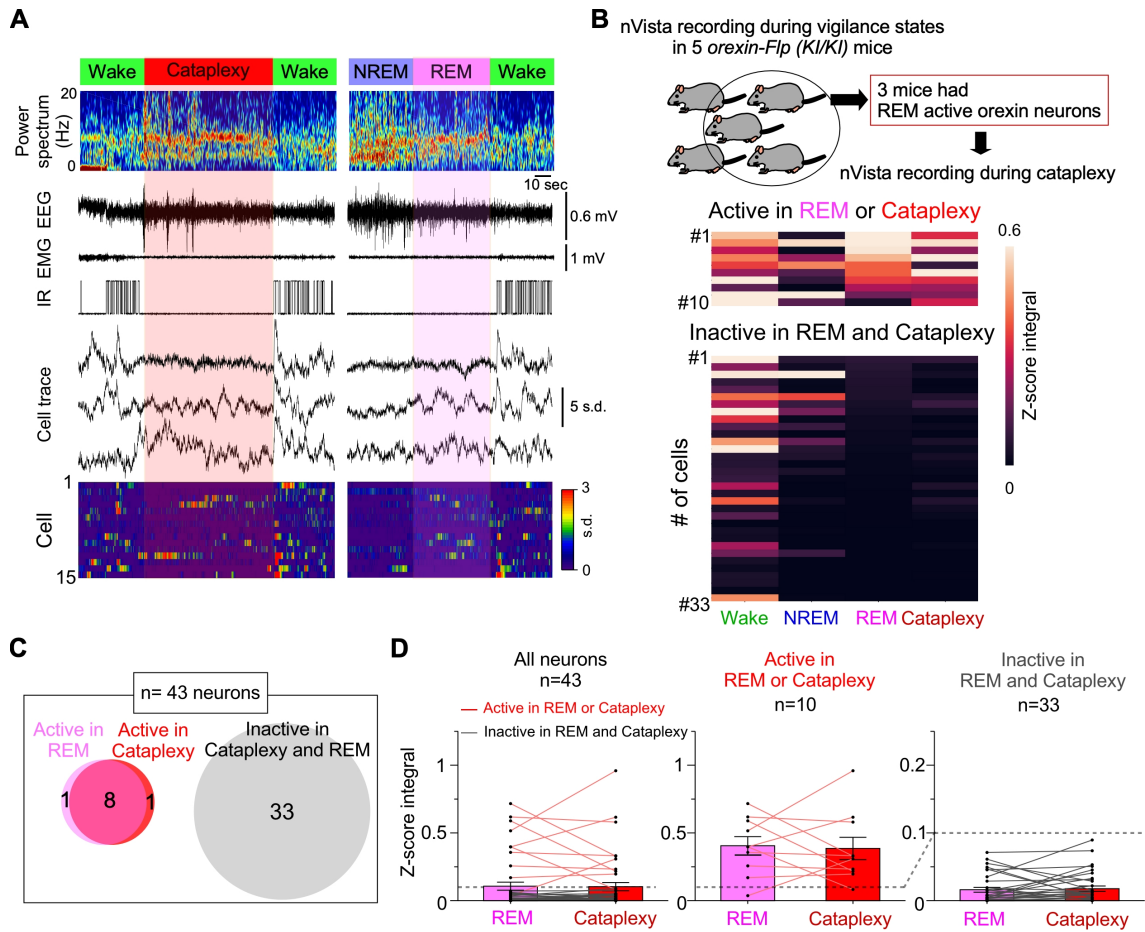 A
Wake
Cataplexy
Wake
NREM
REM
Wake
20
Power
spectrum
(Hz)
0
10 sec
EEG
0.6 mV
EMG
1 mV
IR
Cell trace
5 s.d.
1
Cell
15
3
s.d.
0
B
nVista recording during vigilance states
in 5 orexin-Flp (KI/KI) mice
3 mice had
REM active orexin neurons
nVista recording during cataplexy
Active in REM or Cataplexy
#1
#10
0.6
Z-score integral
0
Inactive in REM and Cataplexy
#1
# of cells
#33
Wake
NREM
REM
Cataplexy
C
n= 43 neurons
Active in
REM
Active in
Cataplexy
Inactive in
Cataplexy and REM
1
8
1
33
D
All neurons
n=43
Active in REM or Cataplexy
Inactive in REM and Cataplexy
Z-score integral
1
0.5
0
REM
Cataplexy
Active in
REM or Cataplexy
n=10
1
0.5
0
REM
Cataplexy
Inactive in
REM and Cataplexy
n=33
0.2
0.1
0
REM
Cataplexy